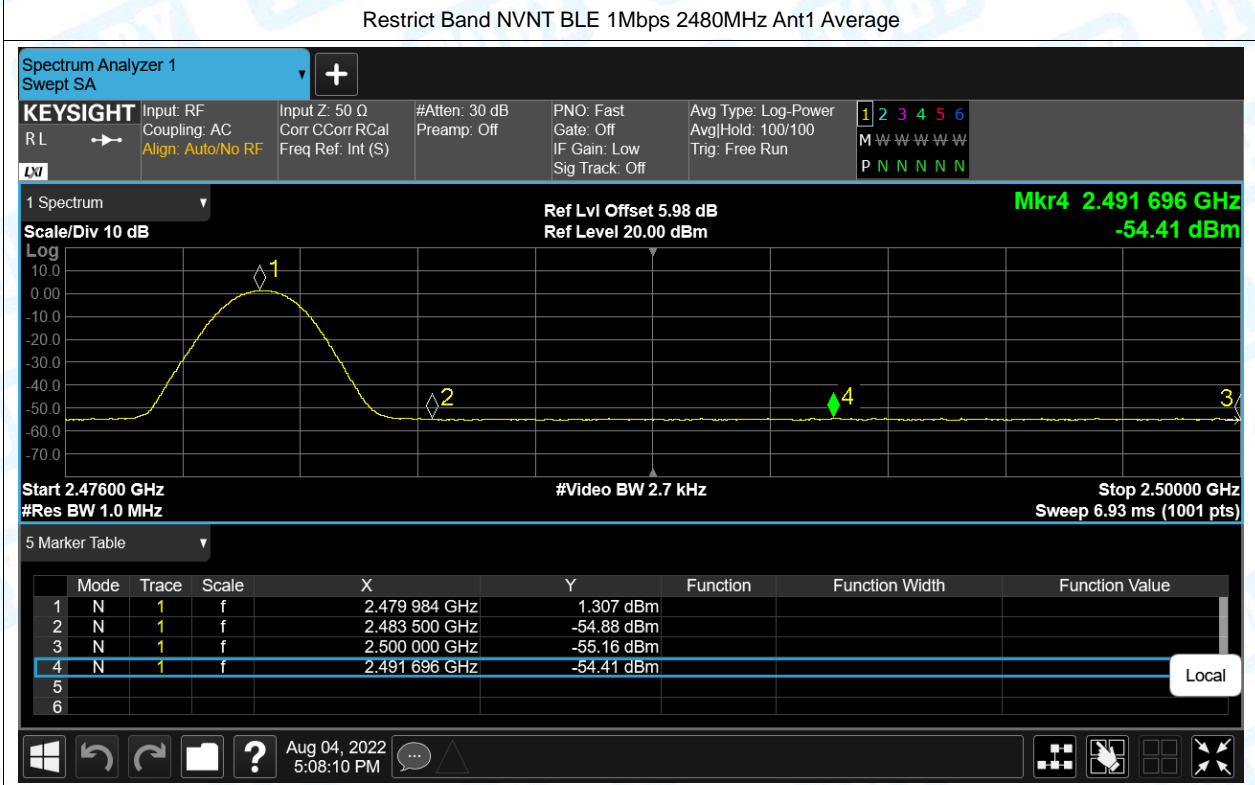 Restrict Band NVNT BLE 1Mbps 2480MHz Ant1 Average
Spectrum Analyzer 1
Swept SA
KEYSIGHT
R L
LXI
Input: RF
Coupling: AC
Align: Auto/No RF
Input Z: 50 Ω
Corr CCorr RCal
Freq Ref: Int (S)
#Atten: 30 dB
Preamp: Off
PNO: Fast
Gate: Off
IF Gain: Low
Sig Track: Off
Avg Type: Log-Power
Avg|Hold: 100/100
Trig: Free Run
1 2 3 4 5 6
M W W W W W
P N N N N N
1 Spectrum
Scale/Div 10 dB
Ref Lvl Offset 5.98 dB
Ref Level 20.00 dBm
Mkr4 2.491 696 GHz
-54.41 dBm
Log
10.0
0.00
-10.0
-20.0
-30.0
-40.0
-50.0
-60.0
-70.0
1
2
4
3
Start 2.47600 GHz
#Res BW 1.0 MHz
#Video BW 2.7 kHz
Stop 2.50000 GHz
Sweep 6.93 ms (1001 pts)
5 Marker Table
Mode Trace Scale X Y Function Function Width Function Value
1 N 1 f 2.479 984 GHz 1.307 dBm
2 N 1 f 2.483 500 GHz -54.88 dBm
3 N 1 f 2.500 000 GHz -55.16 dBm
4 N 1 f 2.491 696 GHz -54.41 dBm
5
6
Local
?
Aug 04, 2022
5:08:10 PM